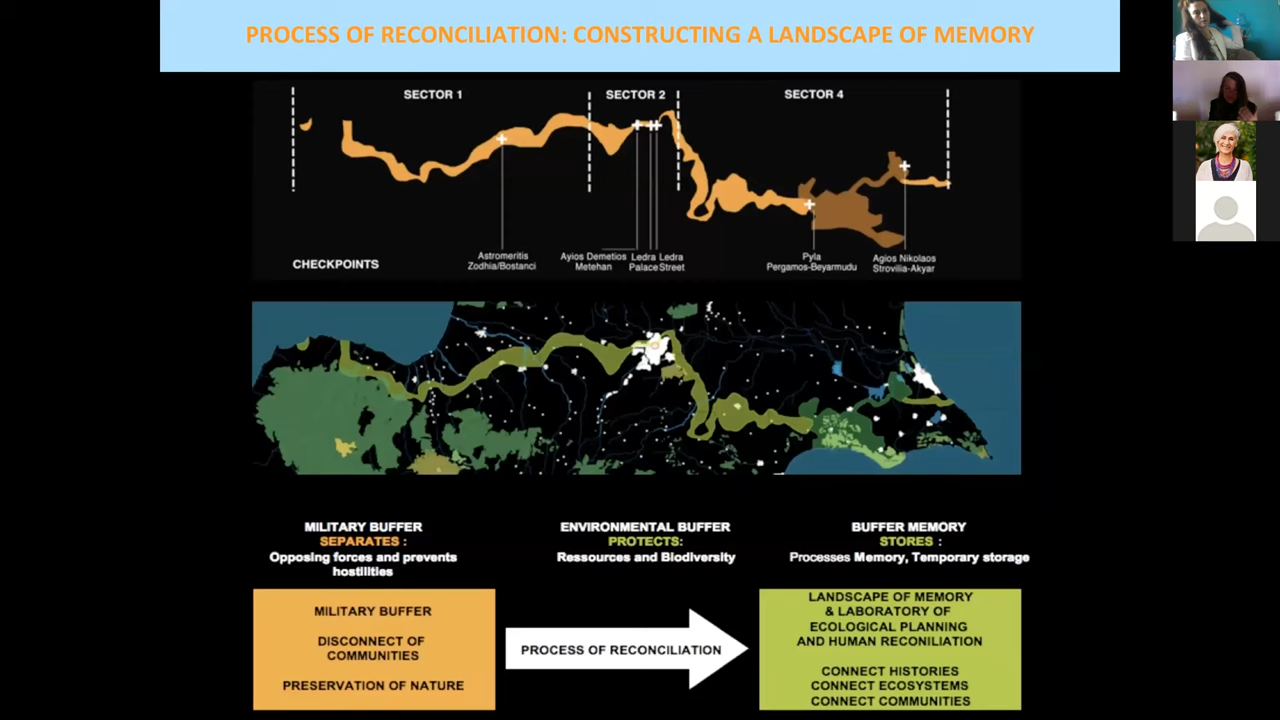 PROCESS OF RECONCILIATION: CONSTRUCTING A LANDSCAPE OF MEMORY
SECTOR 1
SECTOR 2
SECTOR 4
CHECKPOINTS
Astromeritis
Zodhia/Bostanci
Ayios Demetios
Metehan
Ledra
Palace
Ledra
Street
Pyla
Pergamos-Beyarmudu
Agios Nikolaos
Strovilia-Akyar
MILITARY BUFFER
SEPARATES :
Opposing forces and prevents
hostilities
ENVIRONMENTAL BUFFER
PROTECTS:
Ressources and Biodiversity
BUFFER MEMORY
STORES :
Processes Memory, Temporary storage
MILITARY BUFFER
DISCONNECT OF
COMMUNITIES
PRESERVATION OF NATURE
PROCESS OF RECONCILIATION
LANDSCAPE OF MEMORY
& LABORATORY OF
ECOLOGICAL PLANNING
AND HUMAN RECONILIATION
CONNECT HISTORIES
CONNECT ECOSYSTEMS
CONNECT COMMUNITIES